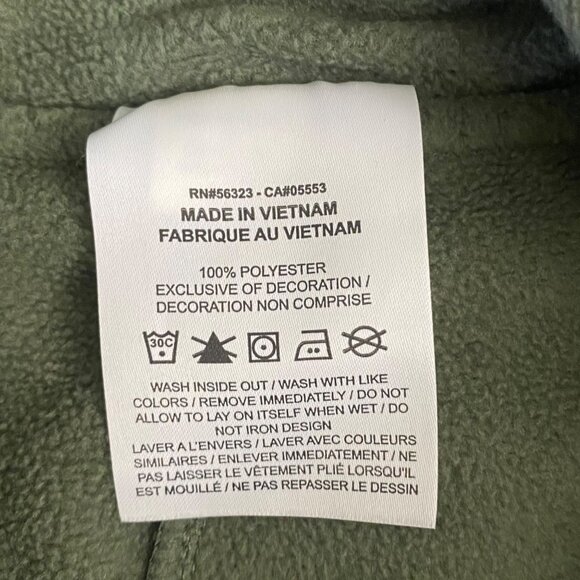 RN#56323 - CA#05553
MADE IN VIETNAM
FABRIQUE AU VIETNAM
100% POLYESTER
EXCLUSIVE OF DECORATION /
DECORATION NON COMPRISE
30C
WASH INSIDE OUT / WASH WITH LIKE
COLORS / REMOVE IMMEDIATELY / DO NOT
ALLOW TO LAY ON ITSELF WHEN WET / DO
NOT IRON DESIGN
LAVER A L'ENVERS / LAVER AVEC COULEURS
SIMILAIRES / ENLEVER IMMEDIATEMENT / NE
PAS LAISSER LE VÊTEMENT PLIÉ LORSQU'IL
EST MOUILLÉ / NE PAS REPASSER LE DESSIN